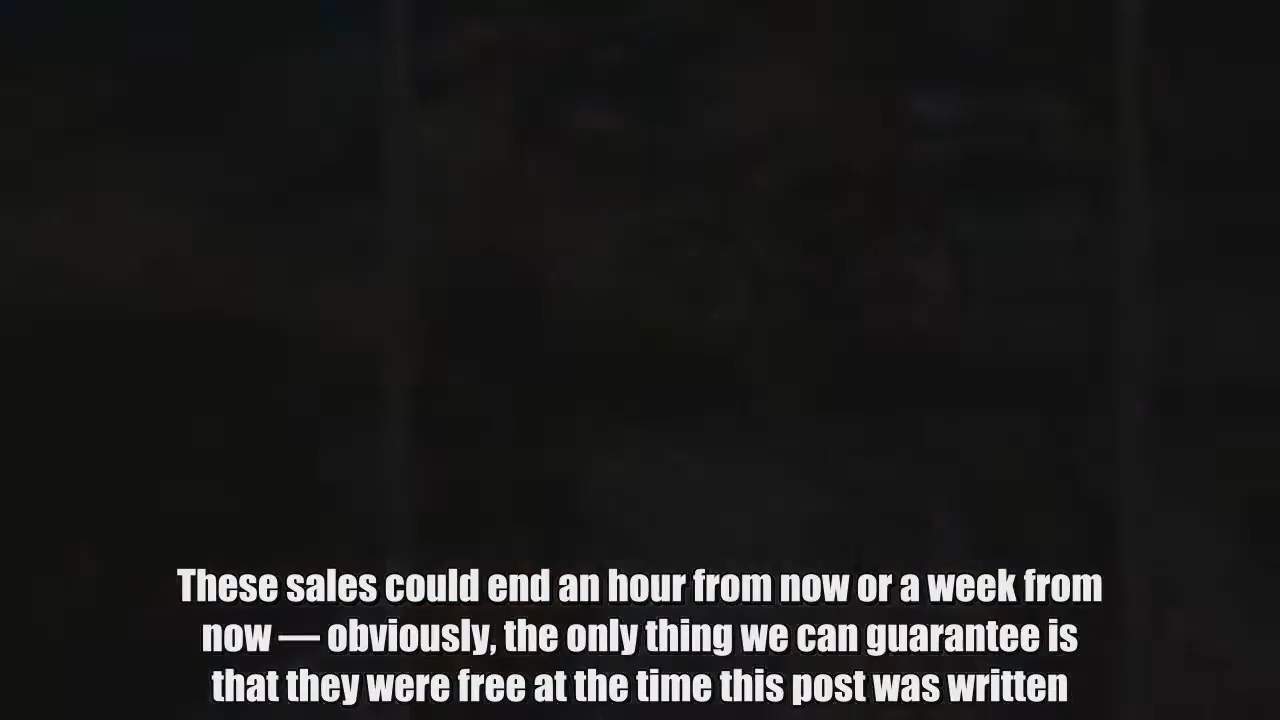 These sales could end an hour from now or a week from
now — obviously, the only thing we can guarantee is
that they were free at the time this post was written